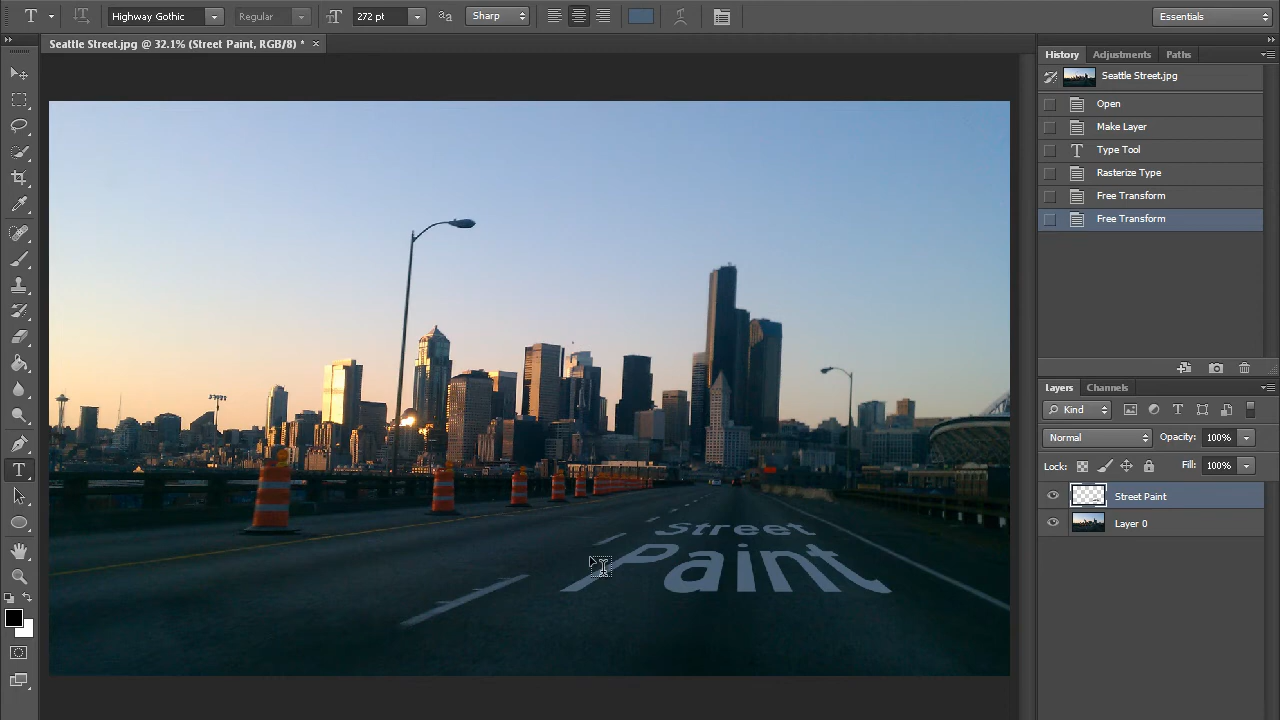 Highway Gothic
Regular
272 pt
aa
Sharp
Essentials
Seattle Street.jpg @ 32.1% (Street Paint, RGB/8) *
History
Adjustments
Paths
Seattle Street.jpg
Open
Make Layer
Type Tool
Rasterize Type
Free Transform
Free Transform
Layers
Channels
Kind
Normal
Opacity: 100%
Lock:
Fill: 100%
Street Paint
Layer 0
Street
Paint